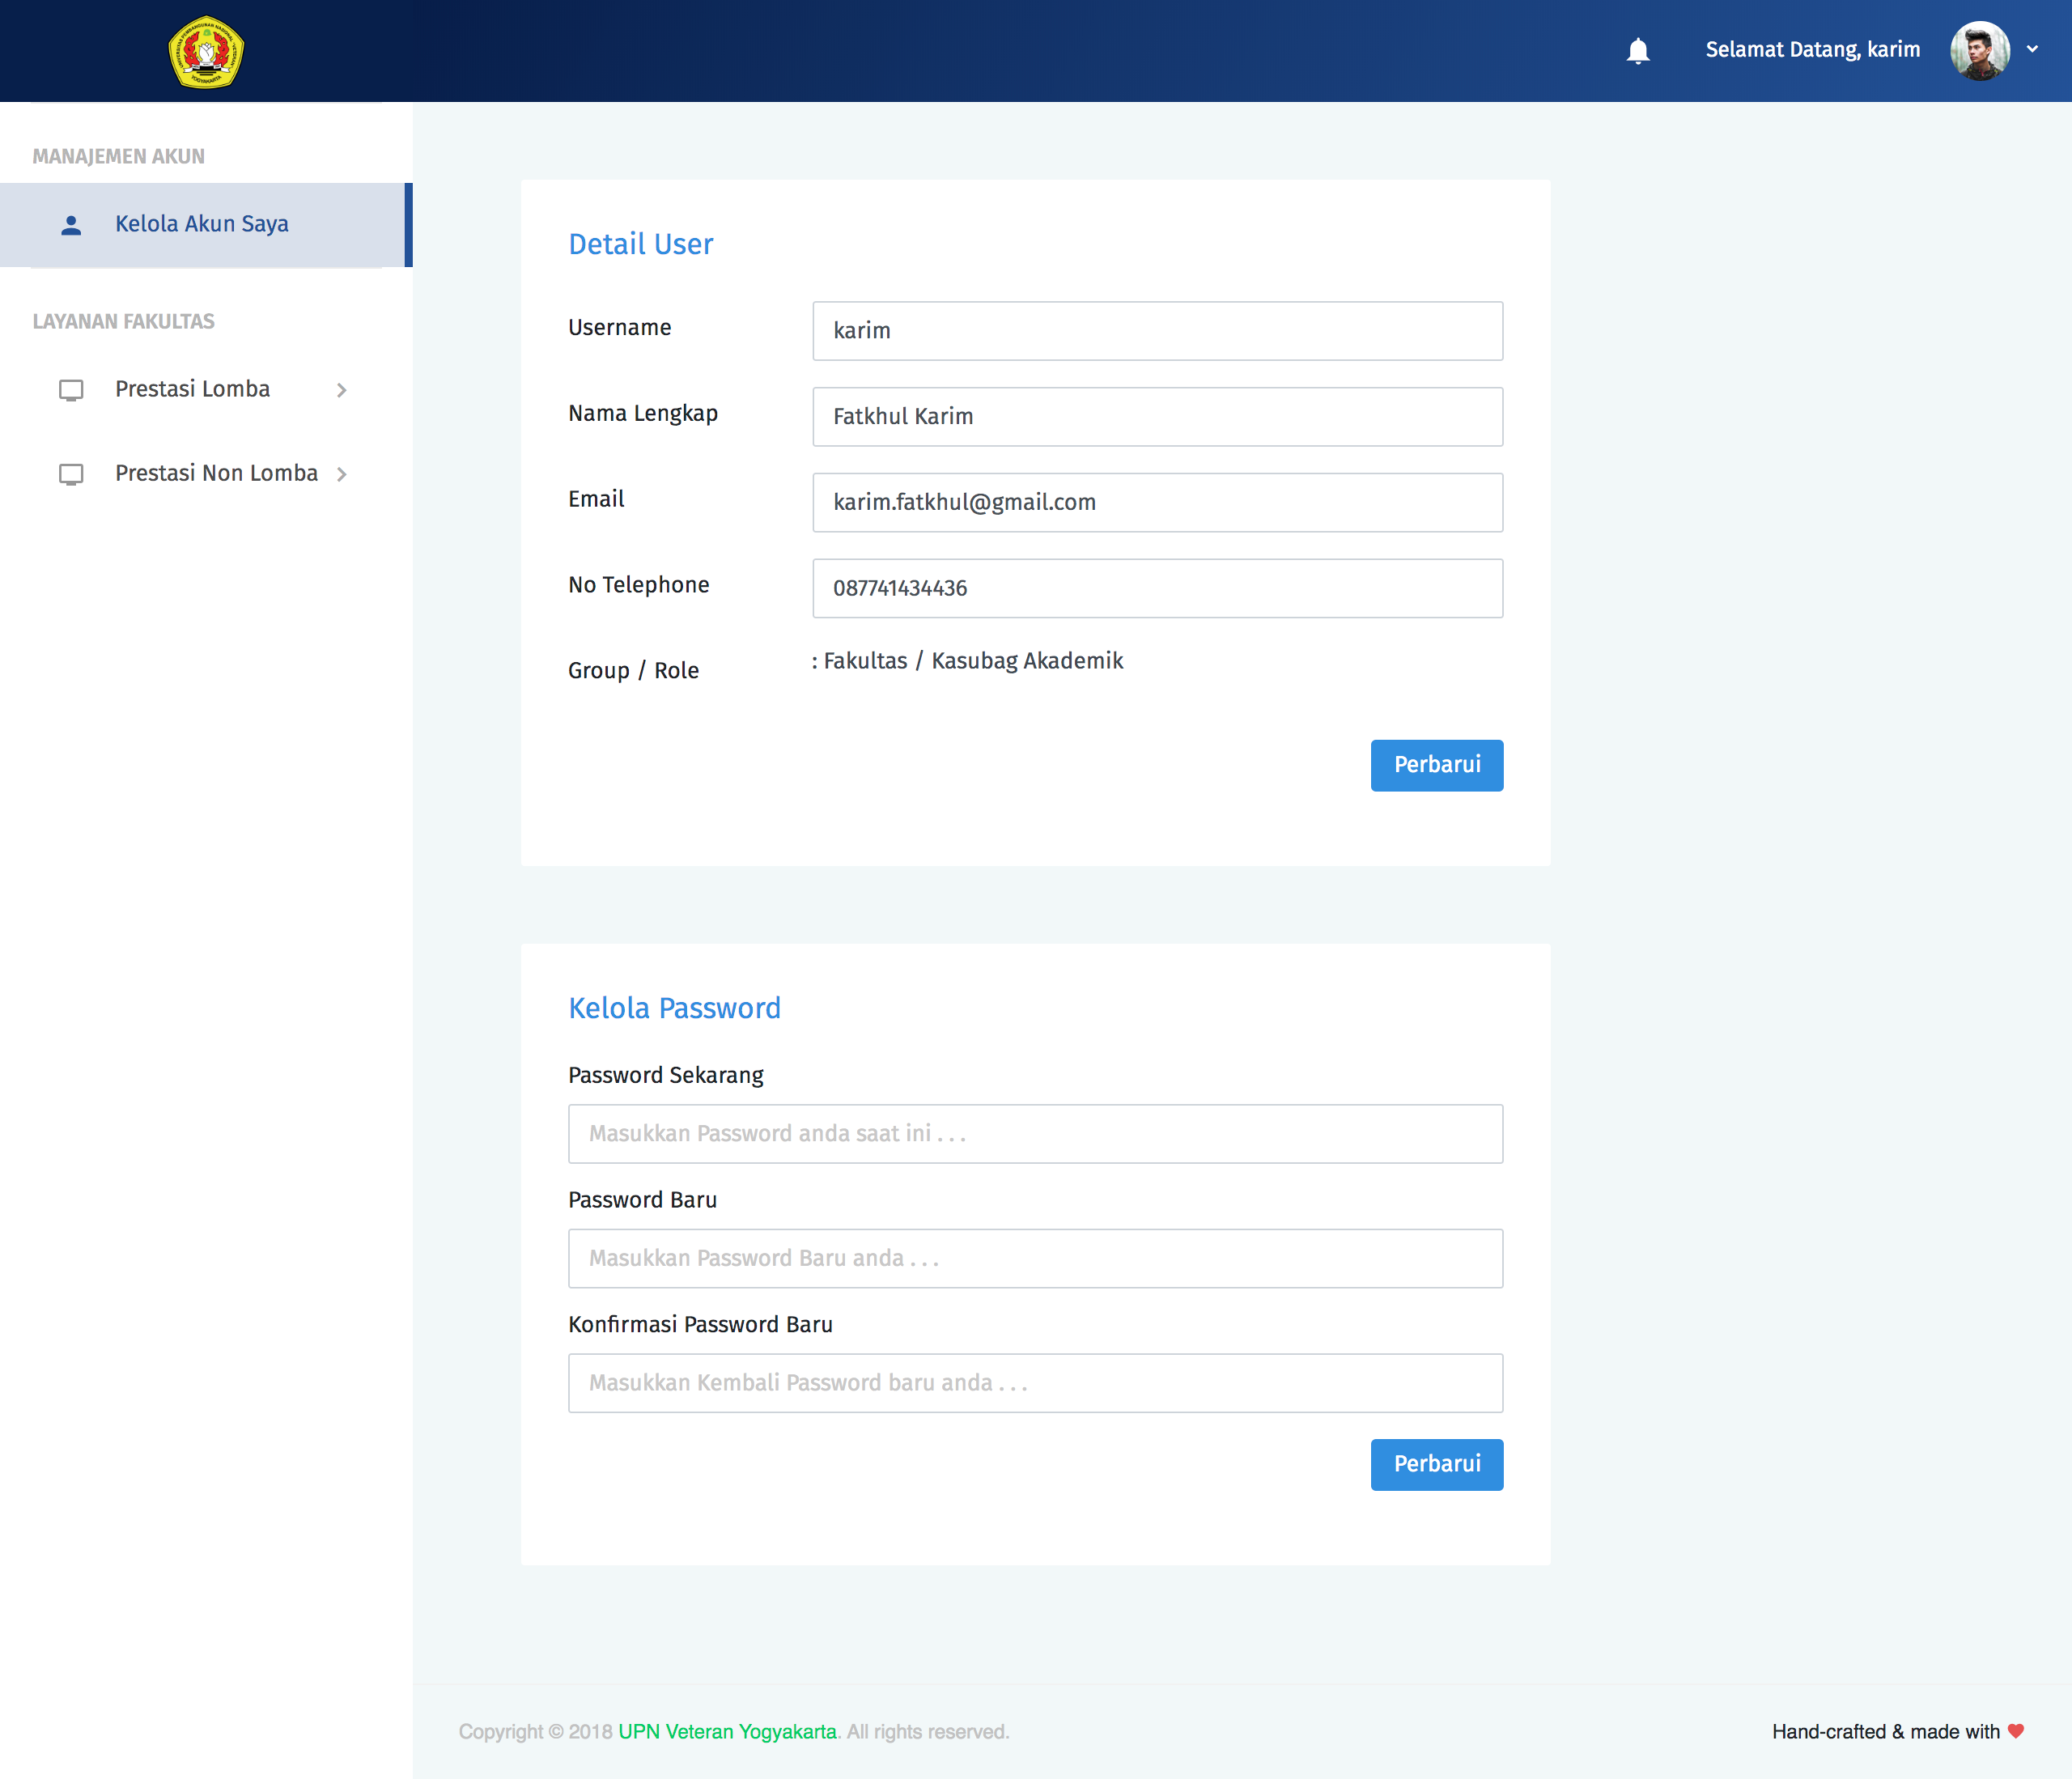 Selamat Datang, karim
MANAJEMEN AKUN
Kelola Akun Saya
LAYANAN FAKULTAS
Prestasi Lomba
Prestasi Non Lomba
Detail User
Username
karim
Nama Lengkap
Fatkhul Karim
Email
karim.fatkhul@gmail.com
No Telephone
087741434436
Group / Role
: Fakultas / Kasubag Akademik
Perbarui
Kelola Password
Password Sekarang
Masukkan Password anda saat ini . . .
Password Baru
Masukkan Password Baru anda . . .
Konfirmasi Password Baru
Masukkan Kembali Password baru anda . . .
Perbarui
Copyright © 2018 UPN Veteran Yogyakarta. All rights reserved.
Hand-crafted & made with ♥